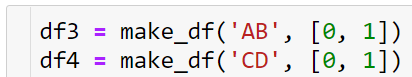 df3 = make_df('AB', [0, 1])
df4 = make_df('CD', [0, 1])